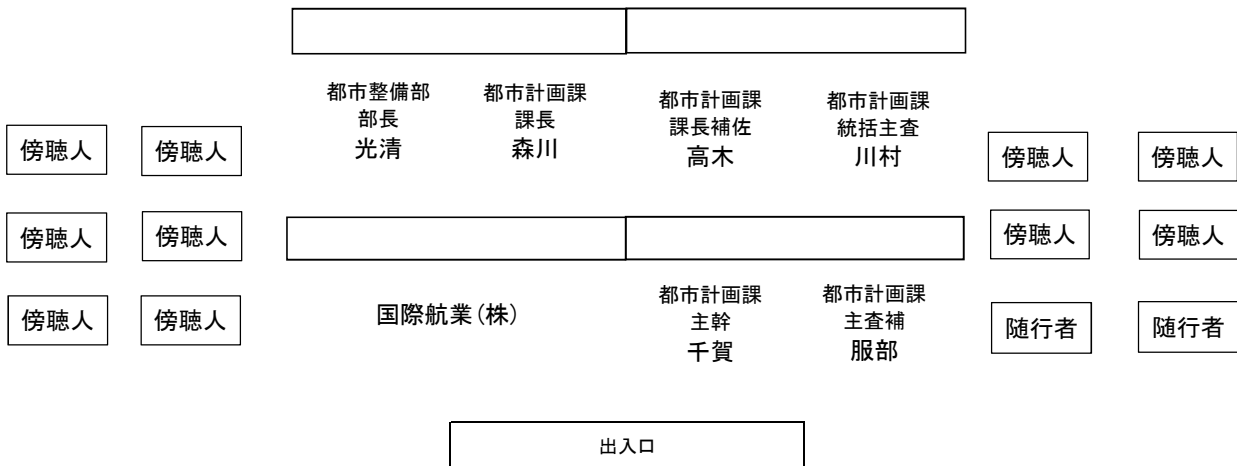 都市整備部
部長
光清
都市計画課
課長
森川
都市計画課
課長補佐
高木
都市計画課
統括主査
川村
傍聴人
傍聴人
傍聴人
傍聴人
傍聴人
傍聴人
傍聴人
傍聴人
国際航業(株)
都市計画課
主幹
千賀
都市計画課
主査補
服部
傍聴人
傍聴人
随行者
随行者
出入口